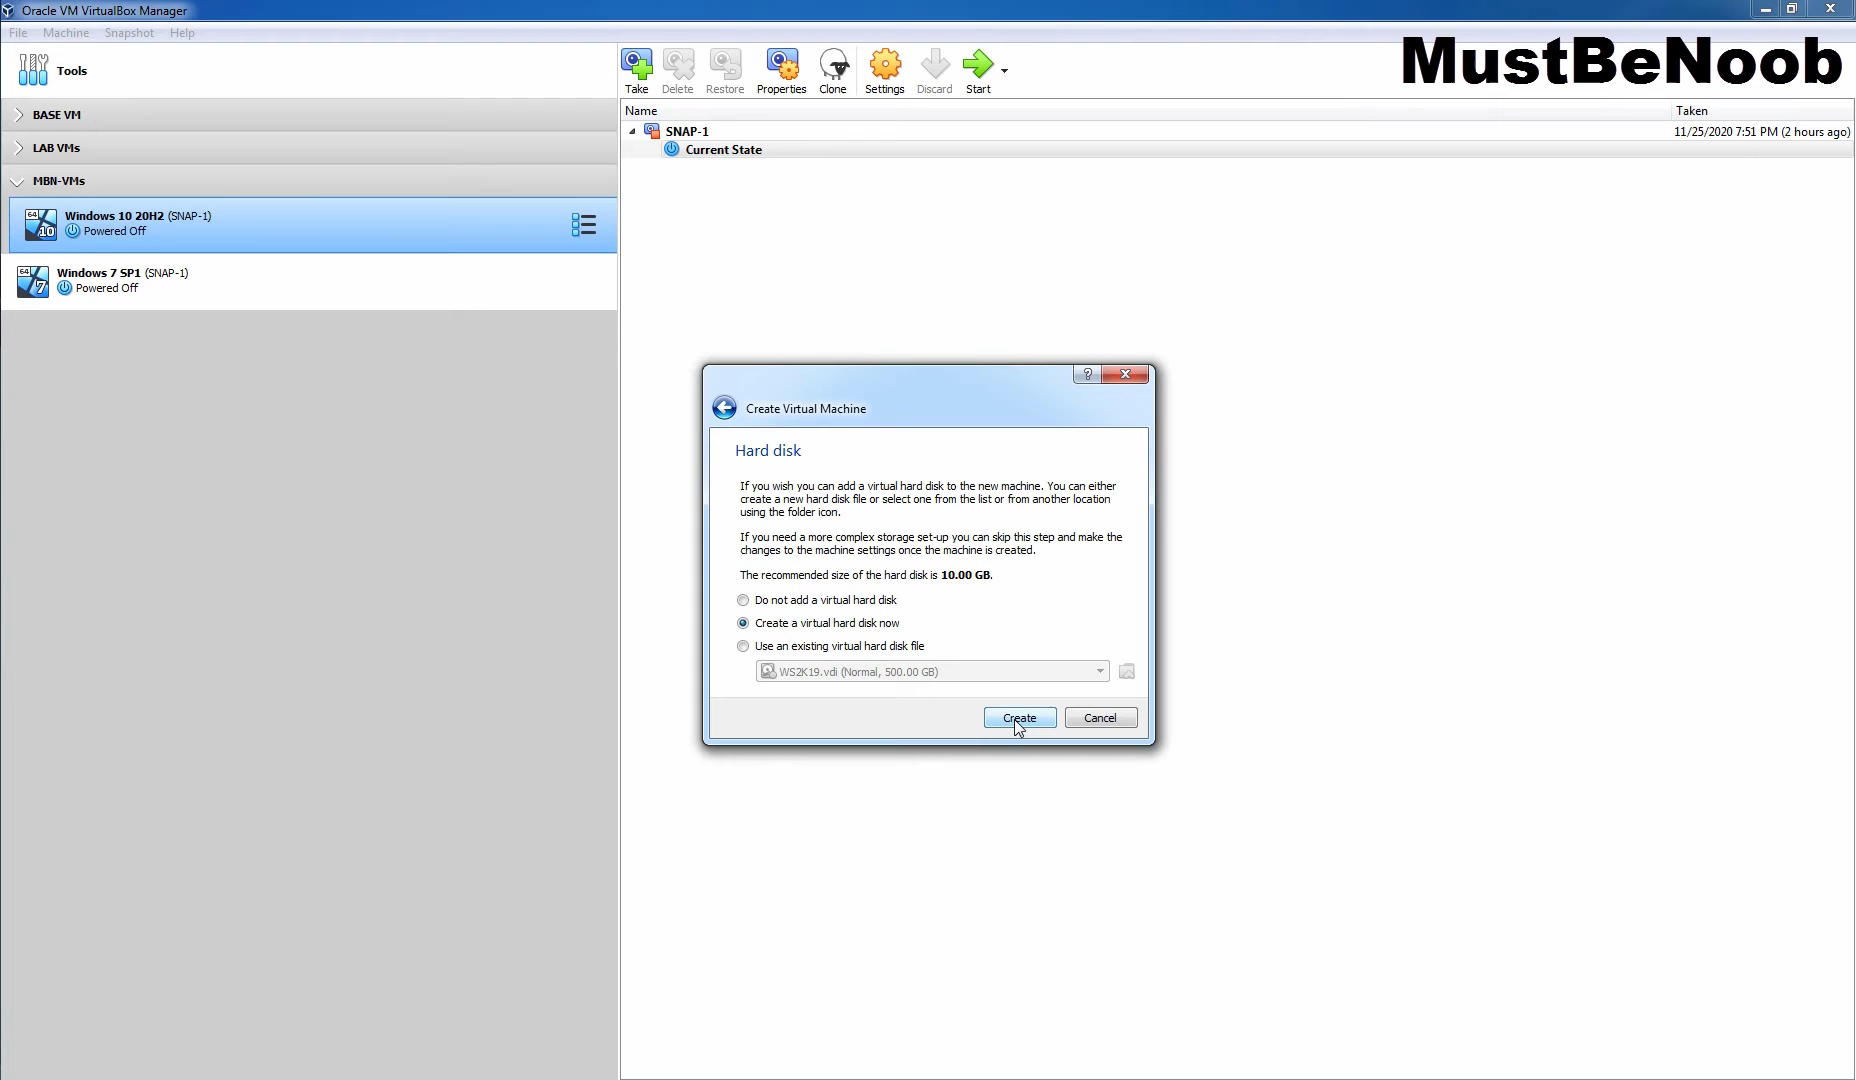 Oracle VM VirtualBox Manager
File Machine Snapshot Help
MustBeNoob
Tools
Take Delete Restore Properties Clone Settings Discard Start
Name Taken
BASE VM
SNAP-1 11/25/2020 7:51 PM (2 hours ago)
Current State
LAB VMs
MBN-VMs
64
10
Windows 10 20H2 (SNAP-1)
Powered Off
64
7
Windows 7 SP1 (SNAP-1)
Powered Off
?
Create Virtual Machine
Hard disk
If you wish you can add a virtual hard disk to the new machine. You can either
create a new hard disk file or select one from the list or from another location
using the folder icon.
If you need a more complex storage set-up you can skip this step and make the
changes to the machine settings once the machine is created.
The recommended size of the hard disk is 10.00 GB.
Do not add a virtual hard disk
Create a virtual hard disk now
Use an existing virtual hard disk file
WS2K19.vdi (Normal, 500.00 GB)
Create Cancel